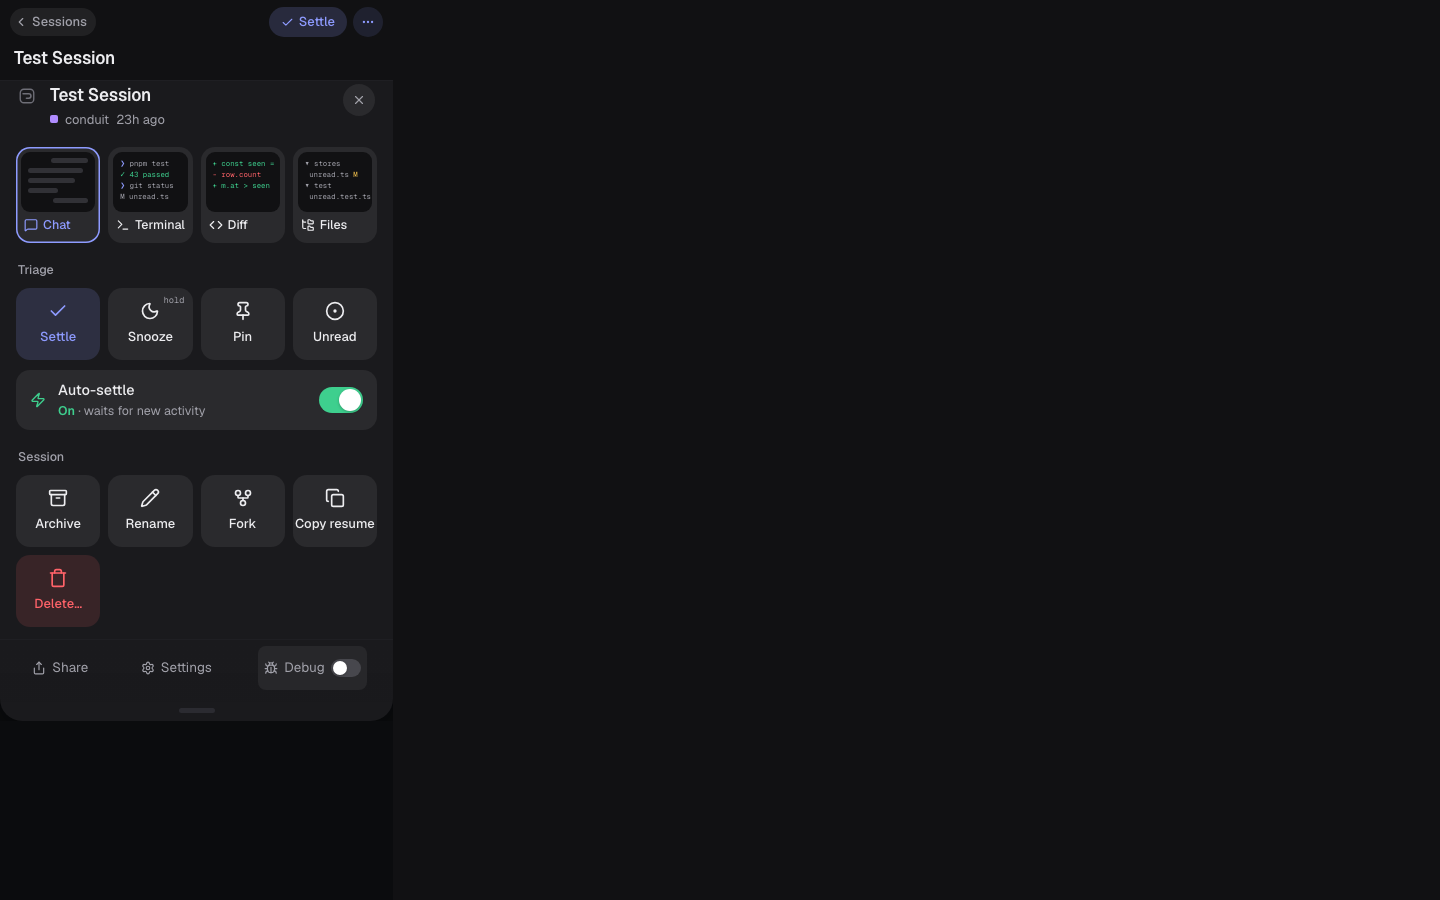 Sessions
Settle
Test Session
Test Session
conduit 23h ago
❯ pnpm test
✓ 43 passed
❯ git status
M unread.ts
+ const seen =
- row.count
+ m.at > seen
▾ stores
unread.ts M
▾ test
unread.test.ts
Chat
Terminal
Diff
Files
Triage
hold
Settle
Snooze
Pin
Unread
Auto-settle
On · waits for new activity
Session
Archive
Rename
Fork
Copy resume
Delete...
Share
Settings
Debug